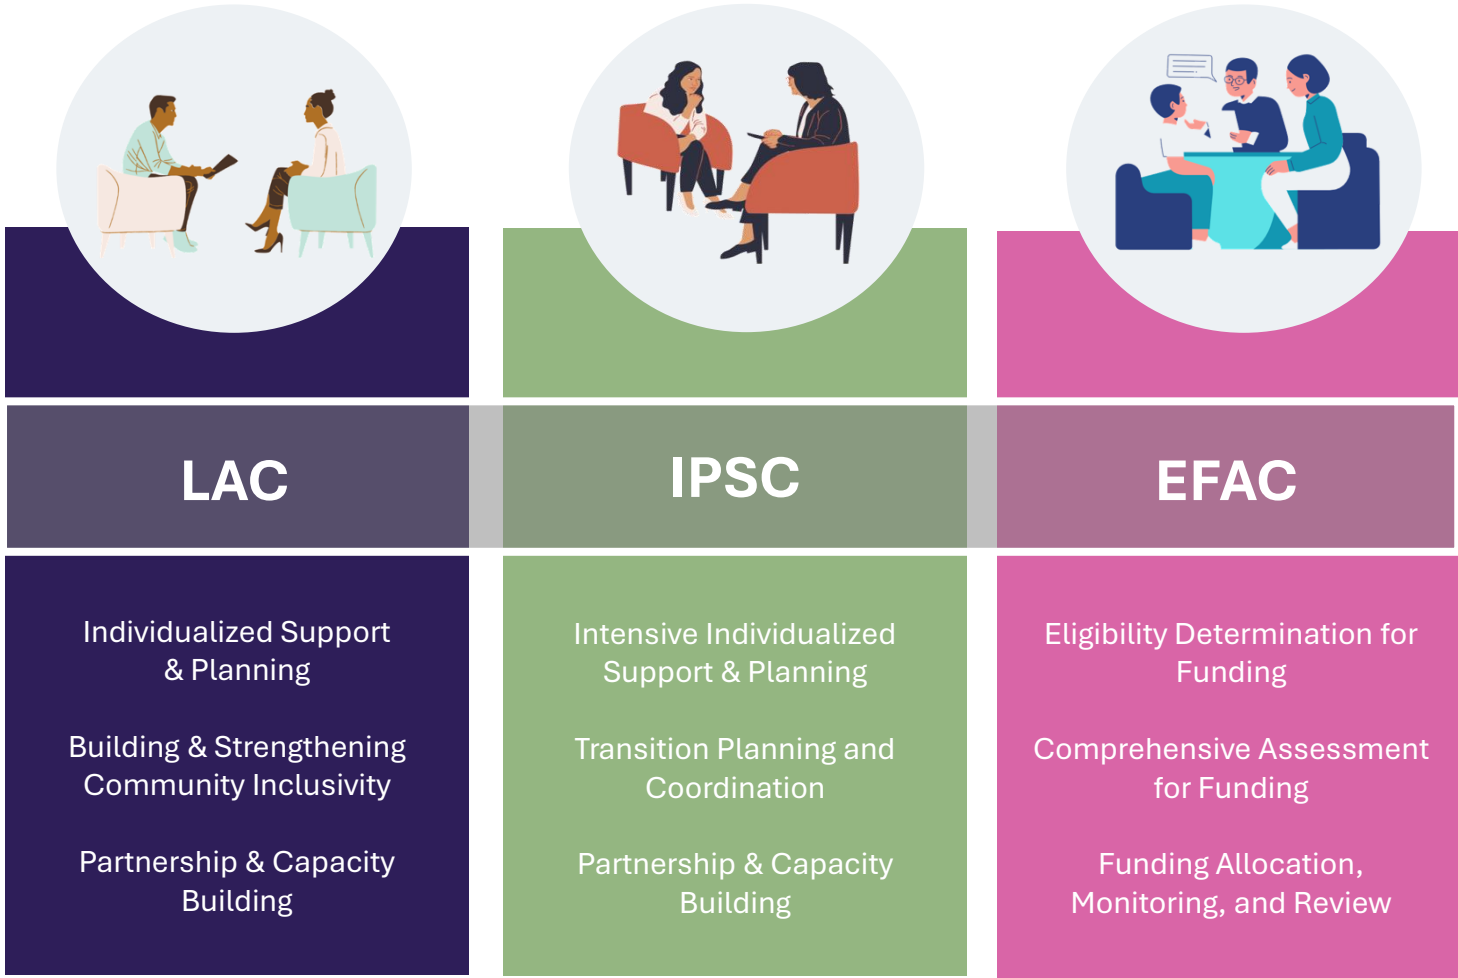 LAC
IPSC
EFAC
Individualized Support
& Planning
Building & Strengthening
Community Inclusivity
Partnership & Capacity
Building
Intensive Individualized
Support & Planning
Transition Planning and
Coordination
Partnership & Capacity
Building
Eligibility Determination for
Funding
Comprehensive Assessment
for Funding
Funding Allocation,
Monitoring, and Review